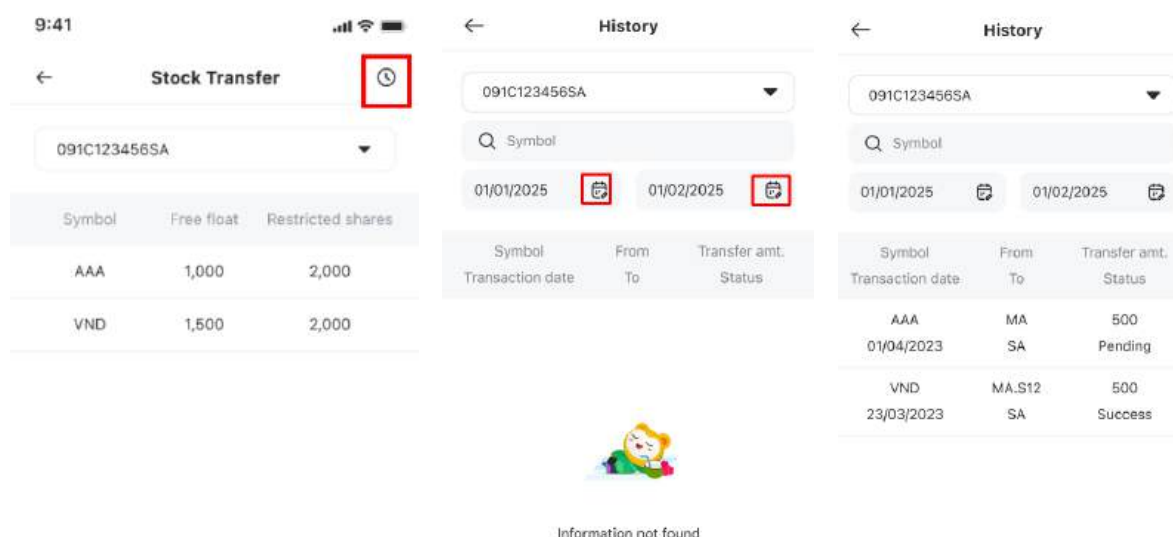 9:41
Stock Transfer
091C123456SA
Symbol Free float Restricted shares
AAA 1,000 2,000
VND 1,500 2,000
History
091C123456SA
Symbol
01/01/2025 01/02/2025
Symbol From Transfer amt.
Transaction date To Status
Information not found
History
091C123456SA
Symbol
01/01/2025 01/02/2025
Symbol From Transfer amt.
Transaction date To Status
AAA MA 500
01/04/2023 SA Pending
VND MA.S12 500
23/03/2023 SA Success